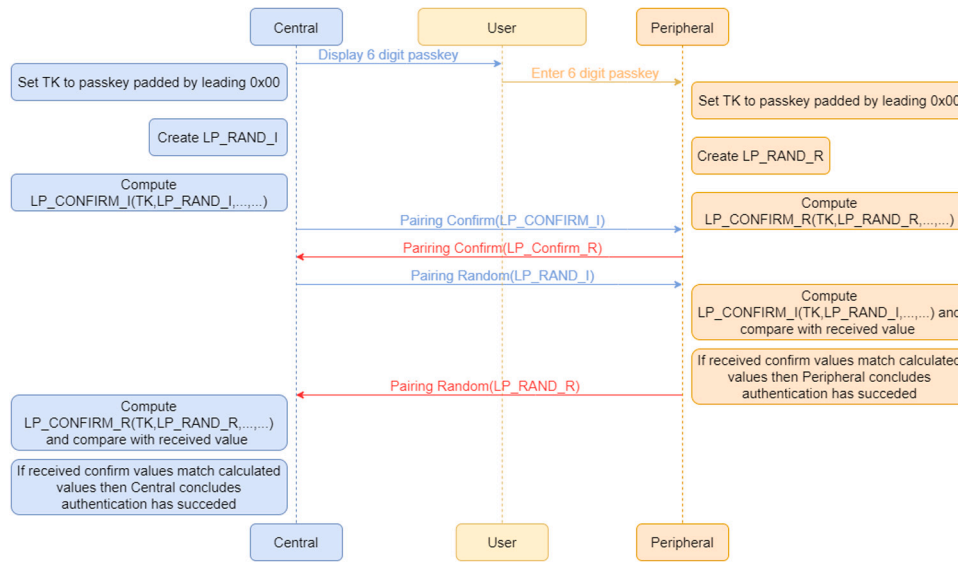 Central
User
Peripheral
Display 6 digit passkey
Set TK to passkey padded by leading 0x00
Enter 6 digit passkey
Set TK to passkey padded by leading 0x00
Create LP_RAND_I
Create LP_RAND_R
Compute
LP_CONFIRM_I(TK,LP_RAND_I,...,...)
Compute
LP_CONFIRM_R(TK,LP_RAND_R,...,...)
Pairing Confirm(LP_CONFIRM_I)
Pariring Confirm(LP_Confirm_R)
Pairing Random(LP_RAND_I)
Compute
LP_CONFIRM_I(TK,LP_RAND_I,...,...) and
compare with received value
If received confirm values match calculated
values then Peripheral concludes
authentication has succeded
Pairing Random(LP_RAND_R)
Compute
LP_CONFIRM_R(TK,LP_RAND_R,...,...)
and compare with received value
If received confirm values match calculated
values then Central concludes
authentication has succeded
Central
User
Peripheral